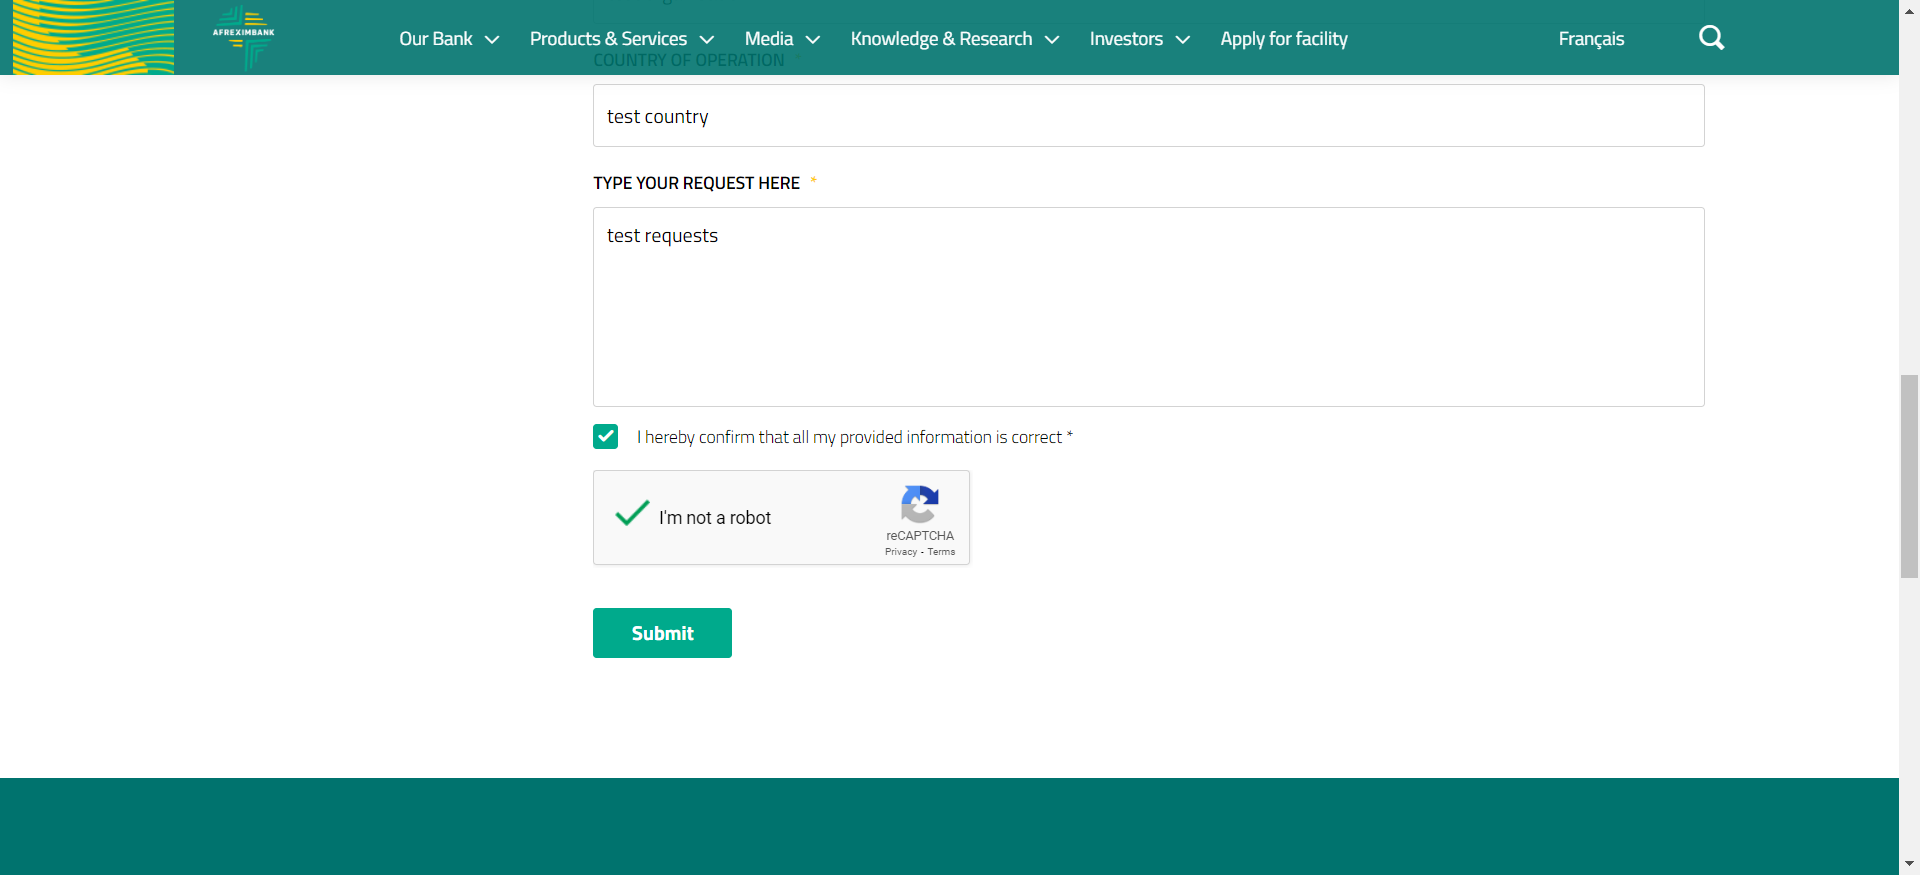 AFREXIMBANK
Our Bank
Products & Services
Media
Knowledge & Research
Investors
Apply for facility
Français
COUNTRY OF OPERATION
test country
TYPE YOUR REQUEST HERE *
test requests
I hereby confirm that all my provided information is correct *
I'm not a robot
reCAPTCHA
Privacy - Terms
Submit